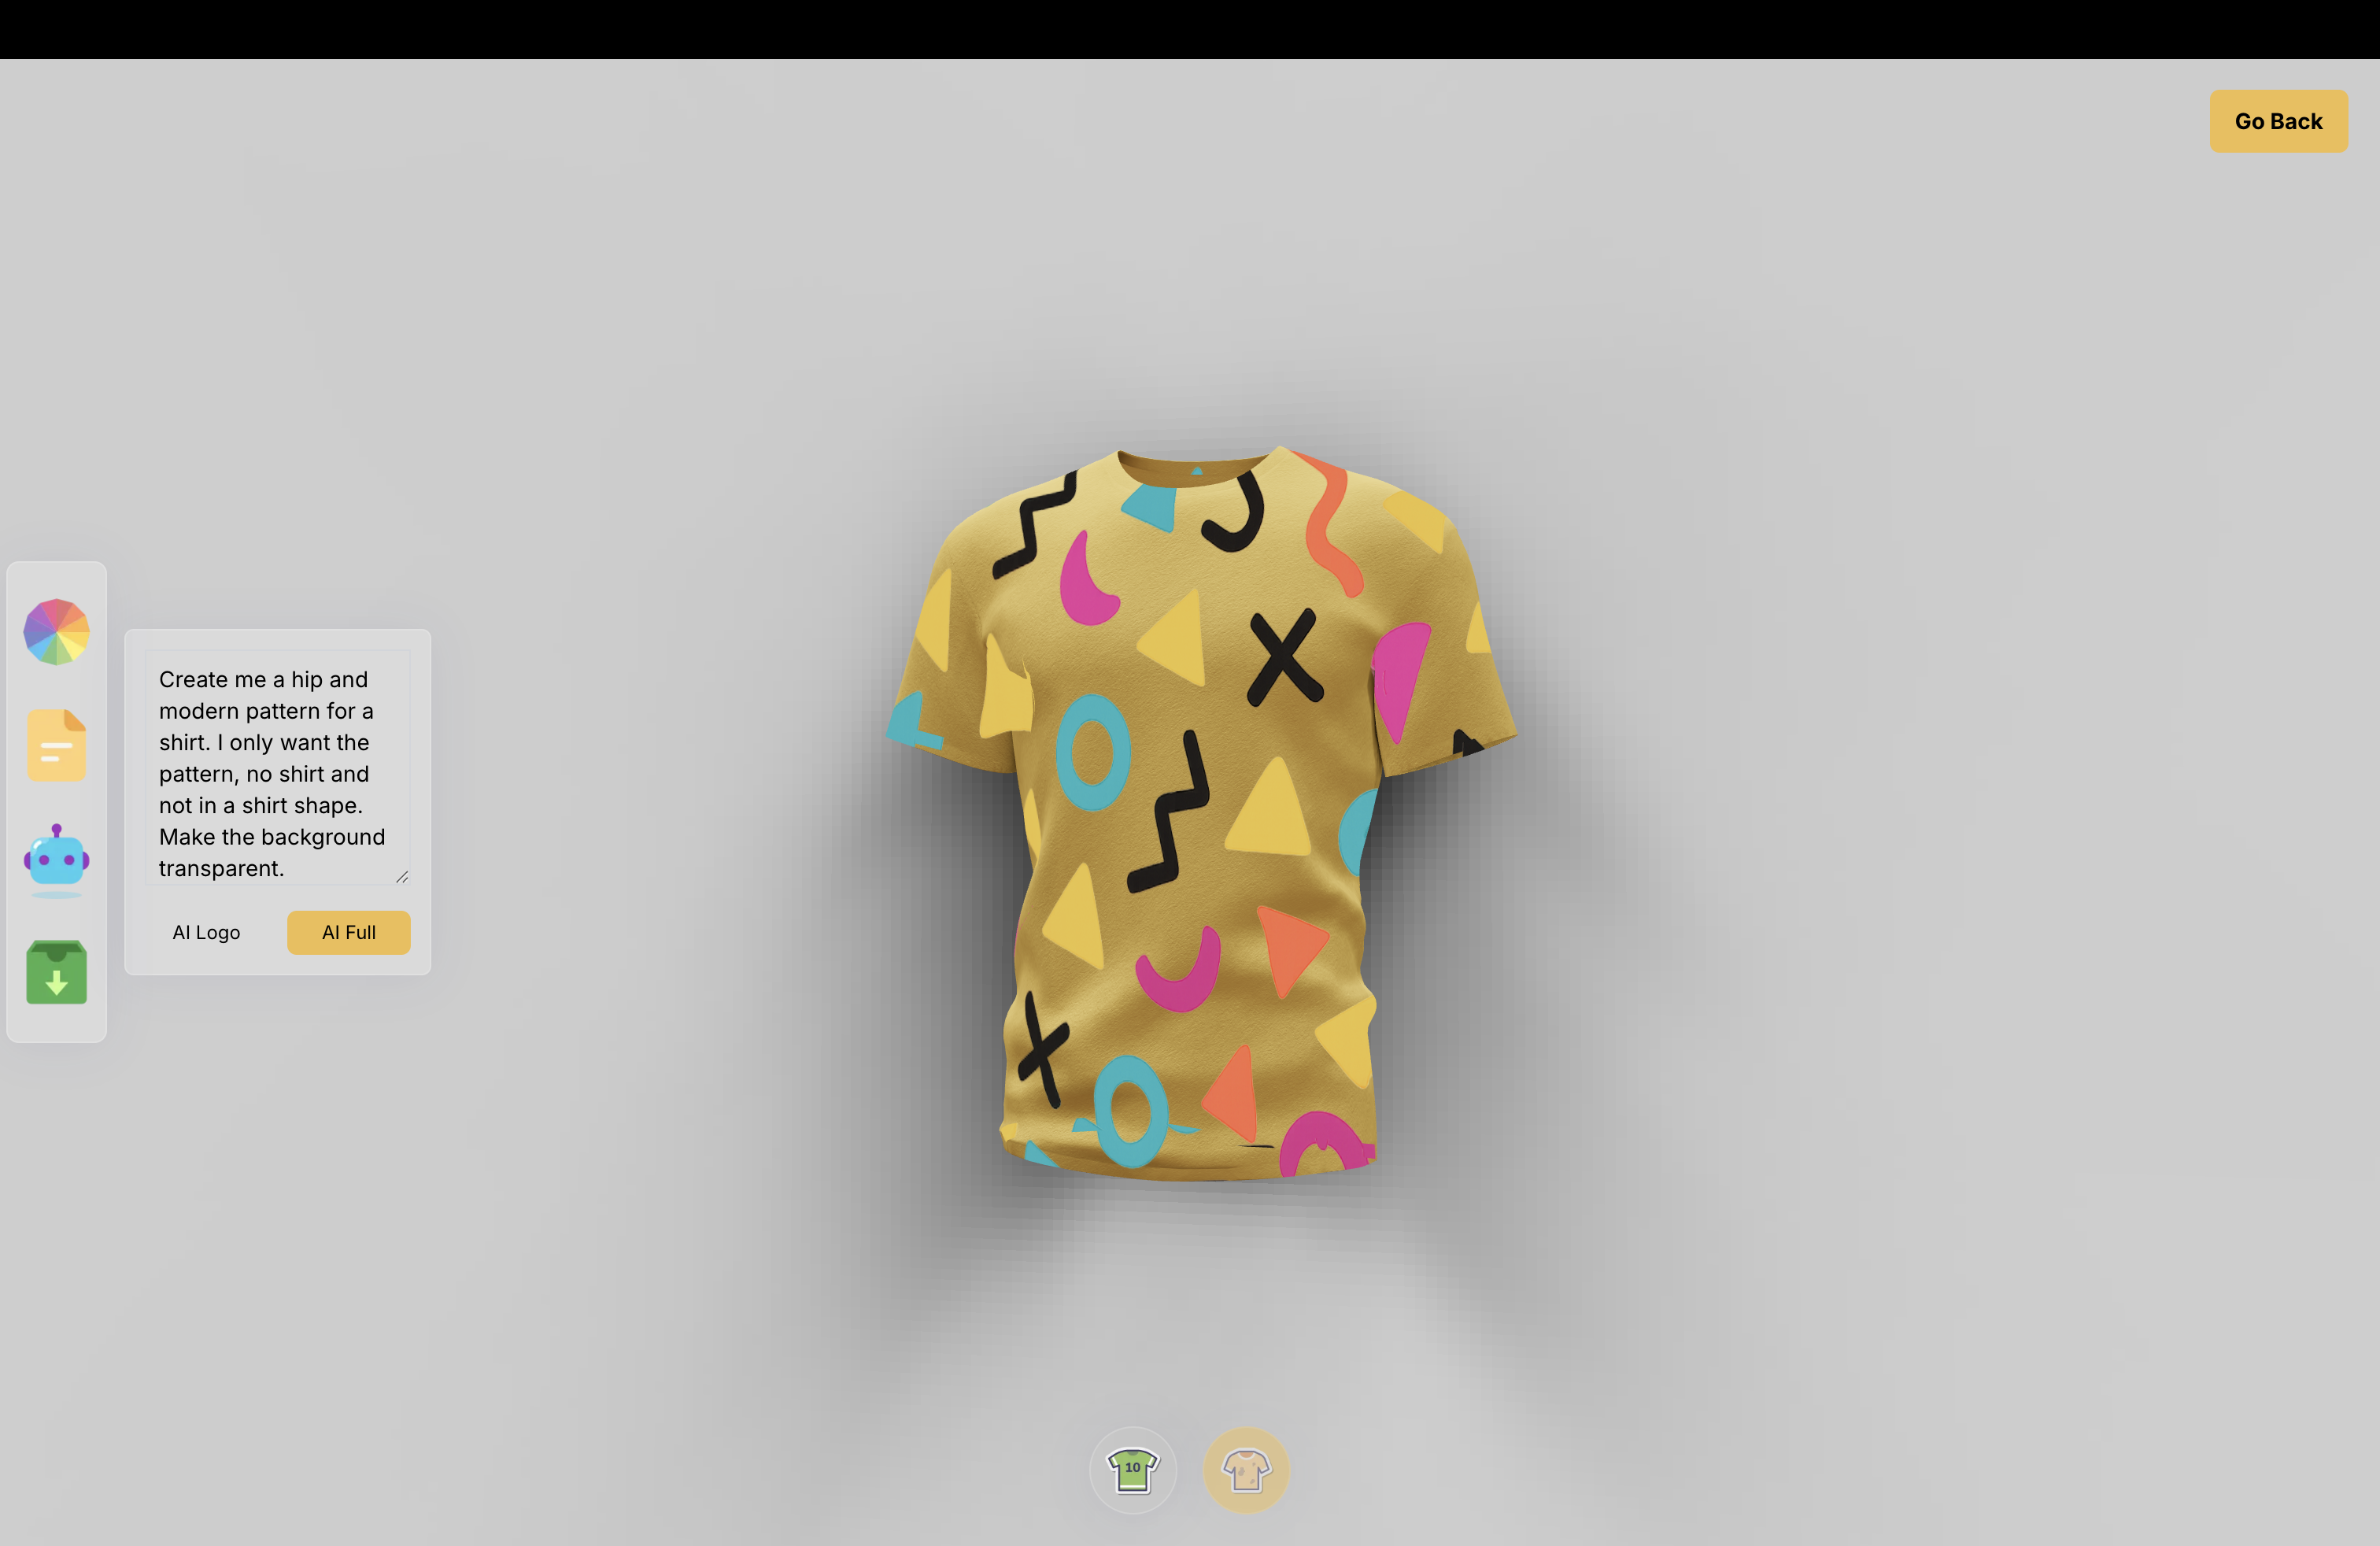 Go Back
Create me a hip and
modern pattern for a
shirt. I only want the
pattern, no shirt and
not in a shirt shape.
Make the background
transparent.
AI Logo
AI Full
10